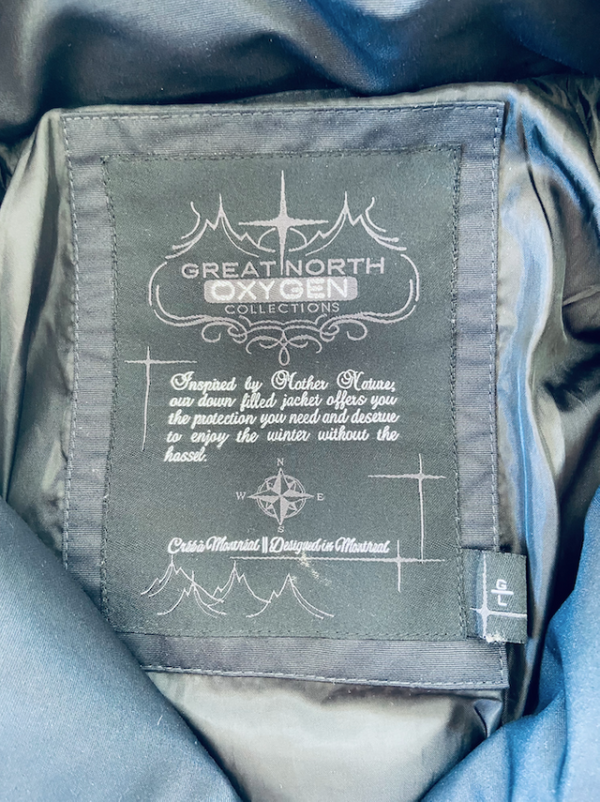 GREAT NORTH
OXYGEN
COLLECTIONS
Inspired by Mother Nature,
our down filled jacket offers you
the protection you need and deserve
to enjoy the winter without the
hassel.
N
W E
S
Créé à Montréal || Designed in Montreal
G
L